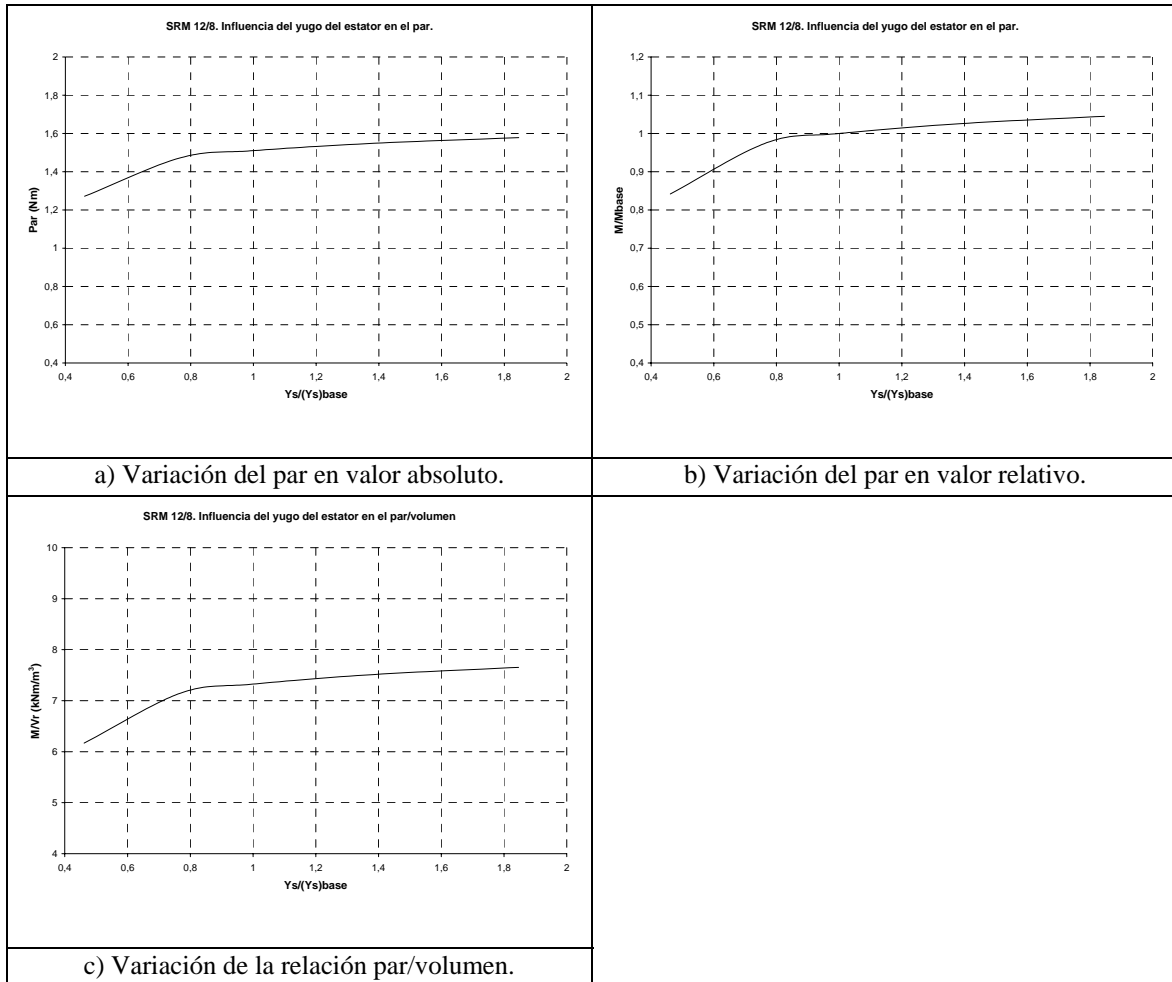 SRM 12/8. Influencia del yugo del estator en el par.
2
1,8
1,6
1,4
1,2
1
0,8
0,6
0,4
Par (Nm)
0,4 0,6 0,8 1 1,2 1,4 1,6 1,8 2
Ys/(Ys)base
a) Variación del par en valor absoluto.
SRM 12/8. Influencia del yugo del estator en el par.
1,2
1,1
1
0,9
0,8
0,7
0,6
0,5
0,4
M/Mbase
0,4 0,6 0,8 1 1,2 1,4 1,6 1,8 2
Ys/(Ys)base
b) Variación del par en valor relativo.
SRM 12/8. Influencia del yugo del estator en el par/volumen
10
9
8
7
6
5
4
M/Vr (kNm/m³)
0,4 0,6 0,8 1 1,2 1,4 1,6 1,8 2
Ys/(Ys)base
c) Variación de la relación par/volumen.